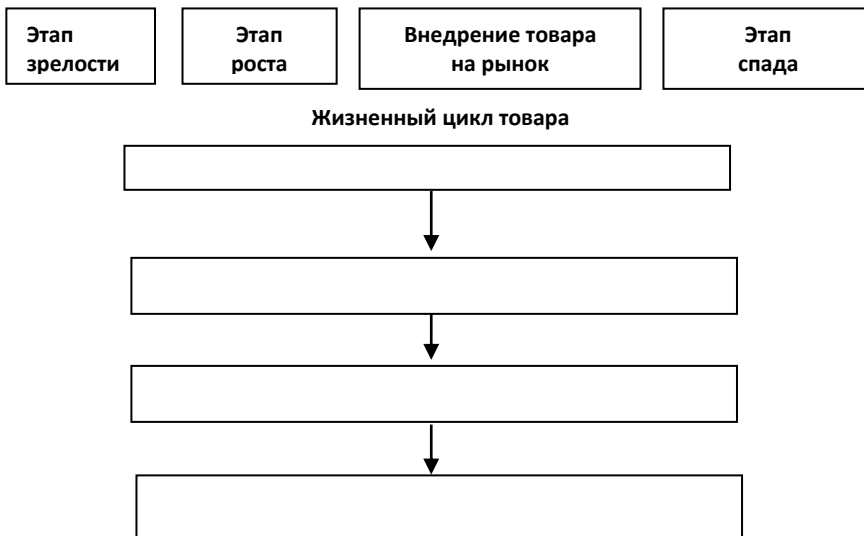 Этап
зрелости
Этап
роста
Внедрение товара
на рынок
Этап
спада
Жизненный цикл товара